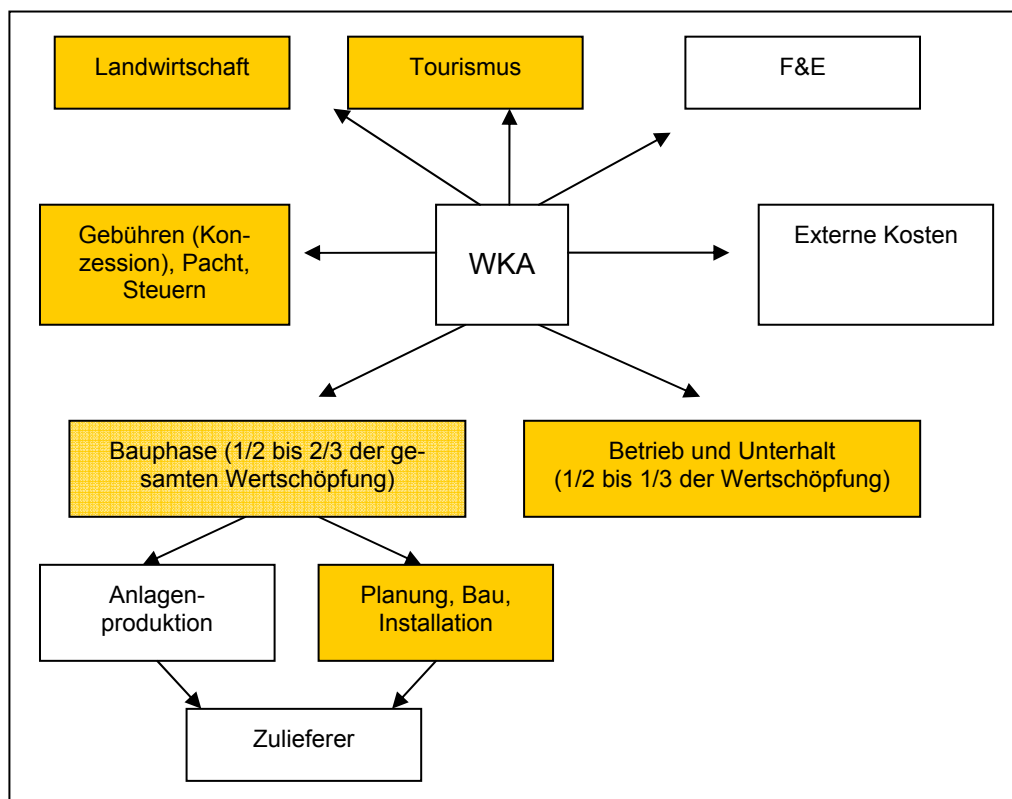 Landwirtschaft
Tourismus
F&E
Gebühren (Kon-
zession), Pacht,
Steuern
WKA
Externe Kosten
Bauphase (1/2 bis 2/3 der ge-
samten Wertschöpfung)
Betrieb und Unterhalt
(1/2 bis 1/3 der Wertschöpfung)
Anlagen-
produktion
Planung, Bau,
Installation
Zulieferer